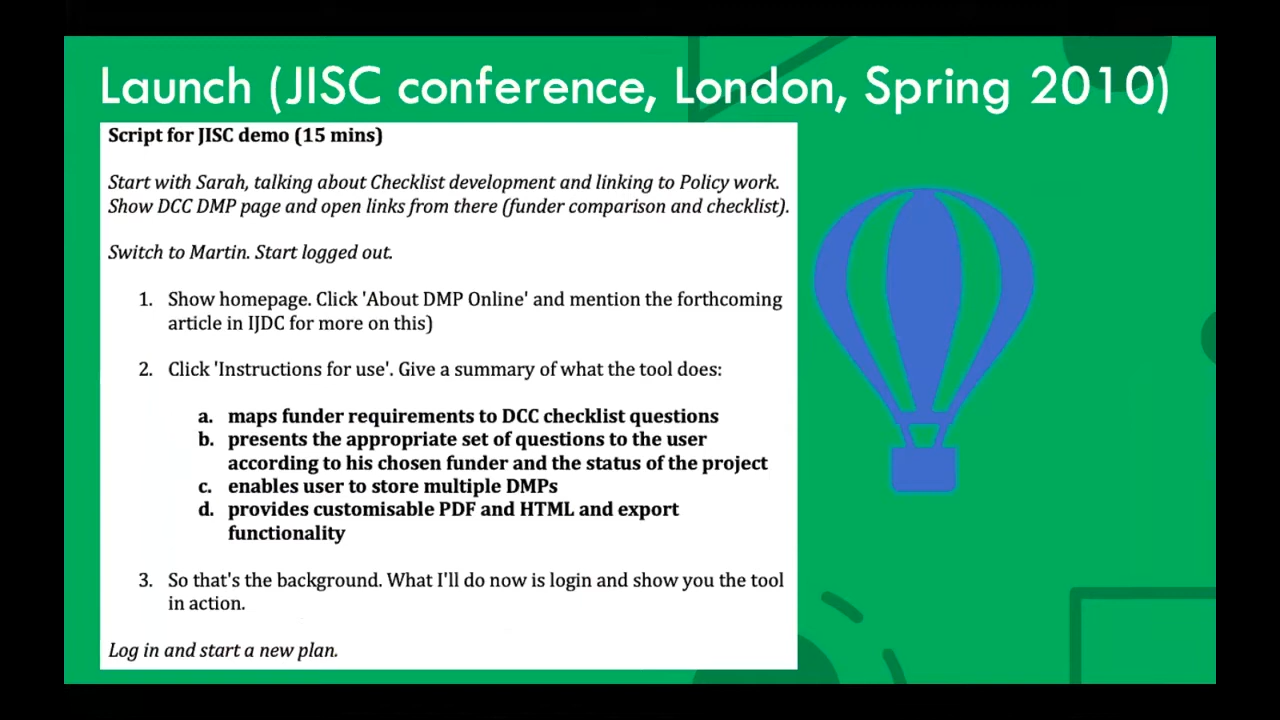 Launch (JISC conference, London, Spring 2010)
Script for JISC demo (15 mins)
Start with Sarah, talking about Checklist development and linking to Policy work.
Show DCC DMP page and open links from there (funder comparison and checklist).
Switch to Martin. Start logged out.
1. Show homepage. Click 'About DMP Online' and mention the forthcoming
article in IJDC for more on this)
2. Click 'Instructions for use'. Give a summary of what the tool does:
a. maps funder requirements to DCC checklist questions
b. presents the appropriate set of questions to the user
according to his chosen funder and the status of the project
c. enables user to store multiple DMPs
d. provides customisable PDF and HTML and export
functionality
3. So that's the background. What I'll do now is login and show you the tool
in action.
Log in and start a new plan.